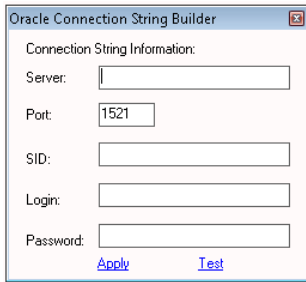 Oracle Connection String Builder
Connection String Information:
Server:
Port: 1521
SID:
Login:
Password:
Apply Test